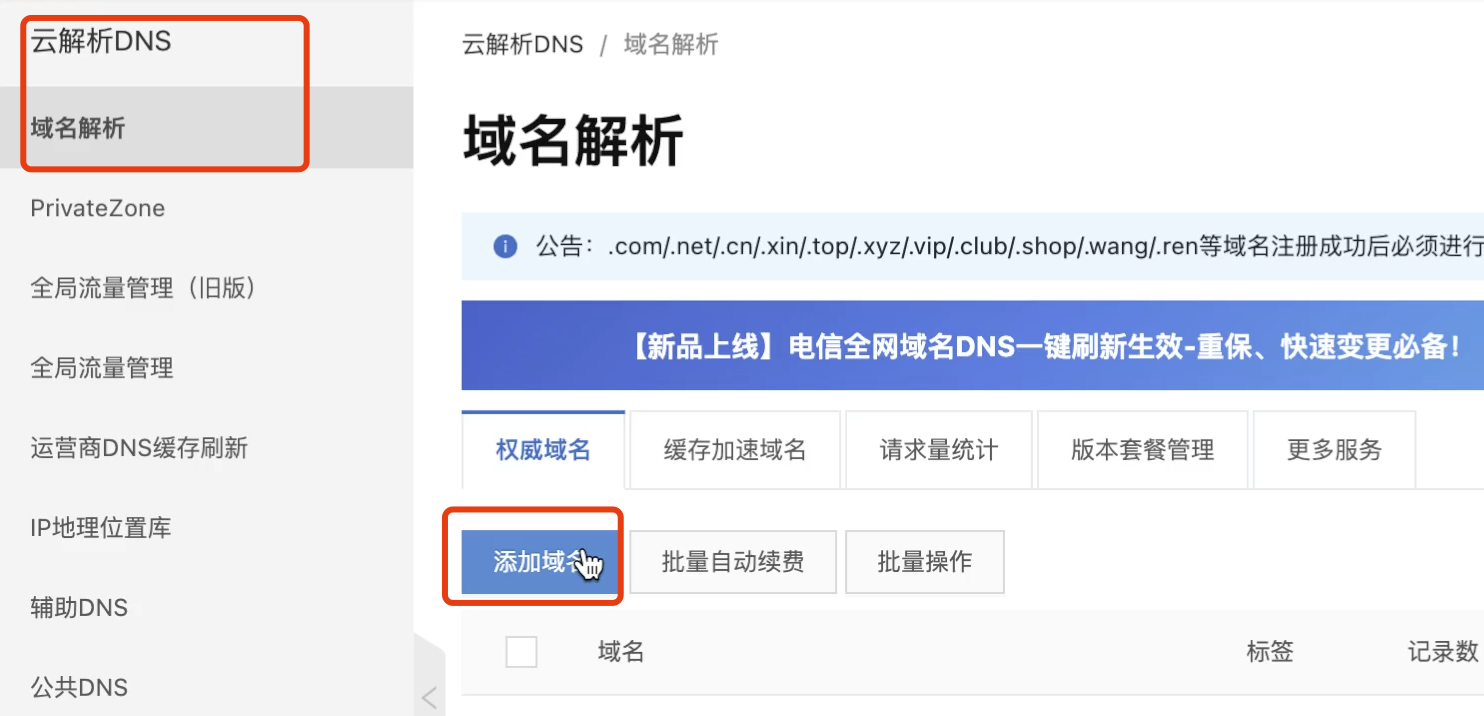 云解析DNS
域名解析
PrivateZone
全局流量管理（旧版）
全局流量管理
运营商DNS缓存刷新
IP地理位置库
辅助DNS
公共DNS
云解析DNS / 域名解析
域名解析
公告：.com/.net/.cn/.xin/.top/.xyz/.vip/.club/.shop/.wang/.ren等域名注册成功后必须进行
【新品上线】电信全网域名DNS一键刷新生效-重保、快速变更必备！
权威域名 缓存加速域名 请求量统计 版本套餐管理 更多服务
添加域名 批量自动续费 批量操作
域名 标签 记录数